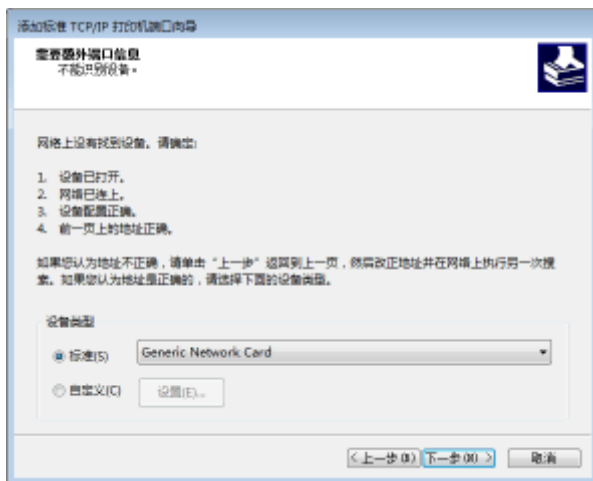 添加标准 TCP/IP 打印机端口向导
需要额外端口信息
不能识别设备。
网络上没有找到设备。请确定:
1. 设备已打开。
2. 网络已连上。
3. 设备配置正确。
4. 前一页上的地址正确。
如果您认为地址不正确，请单击“上一步”返回到上一页，然后改正地址并在网络上执行另一次搜
索。如果您认为地址是正确的，请选择下面的设备类型。
设备类型
标准(S)
Generic Network Card
自定义(C)
设置(E)...
< 上一步(B)
下一步(N) >
取消